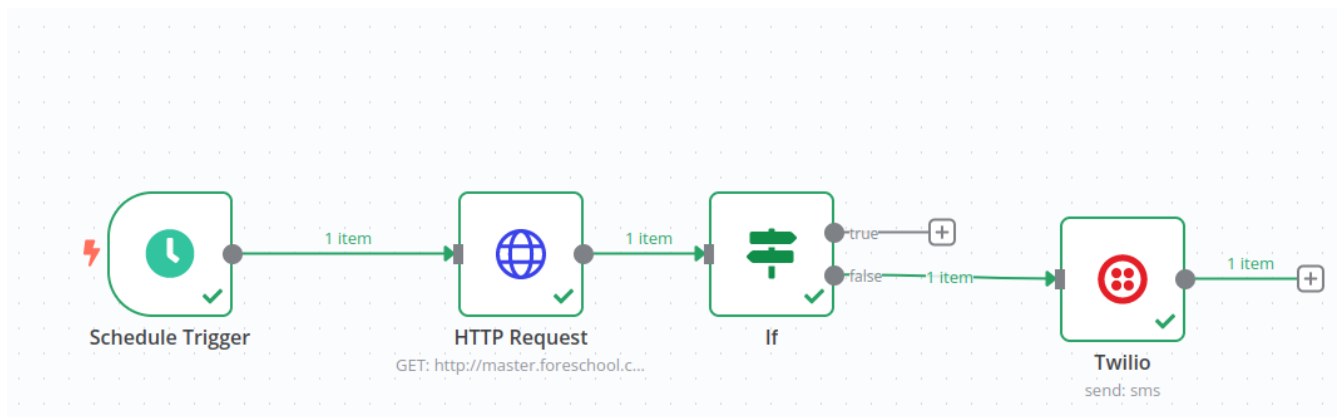 1 item
1 item
true
false
1 item
1 item
Schedule Trigger
HTTP Request
If
GET: http://master.foreschool.c...
Twilio
send: sms